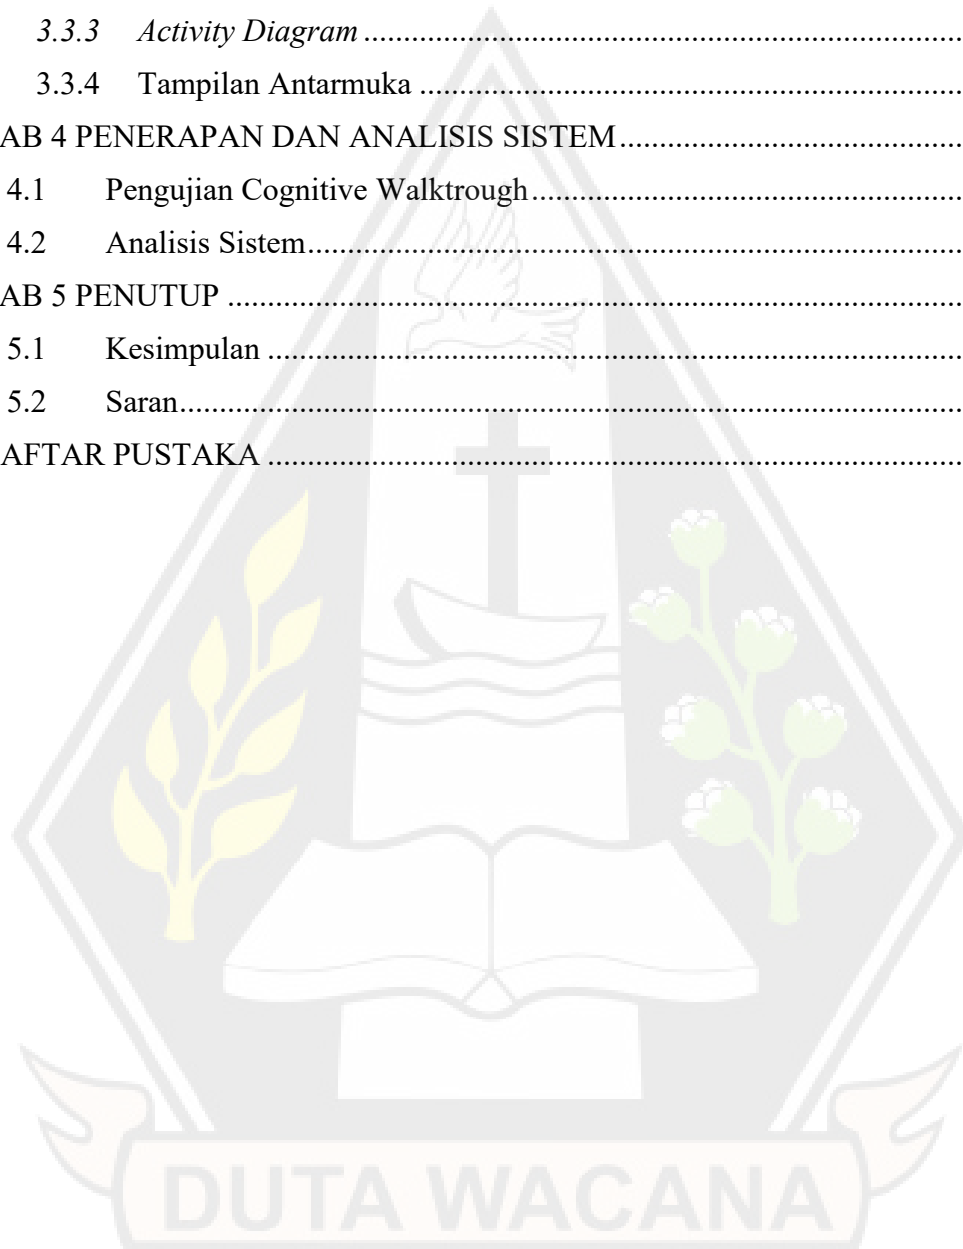 3.3.3 Activity Diagram ........................................................................
3.3.4 Tampilan Antarmuka ................................................................
AB 4 PENERAPAN DAN ANALISIS SISTEM ........................................
4.1 Pengujian Cognitive Walktrough ....................................................
4.2 Analisis Sistem ................................................................................
AB 5 PENUTUP .........................................................................................
5.1 Kesimpulan .....................................................................................
5.2 Saran ................................................................................................
AFTAR PUSTAKA ....................................................................................
DUTA WACANA